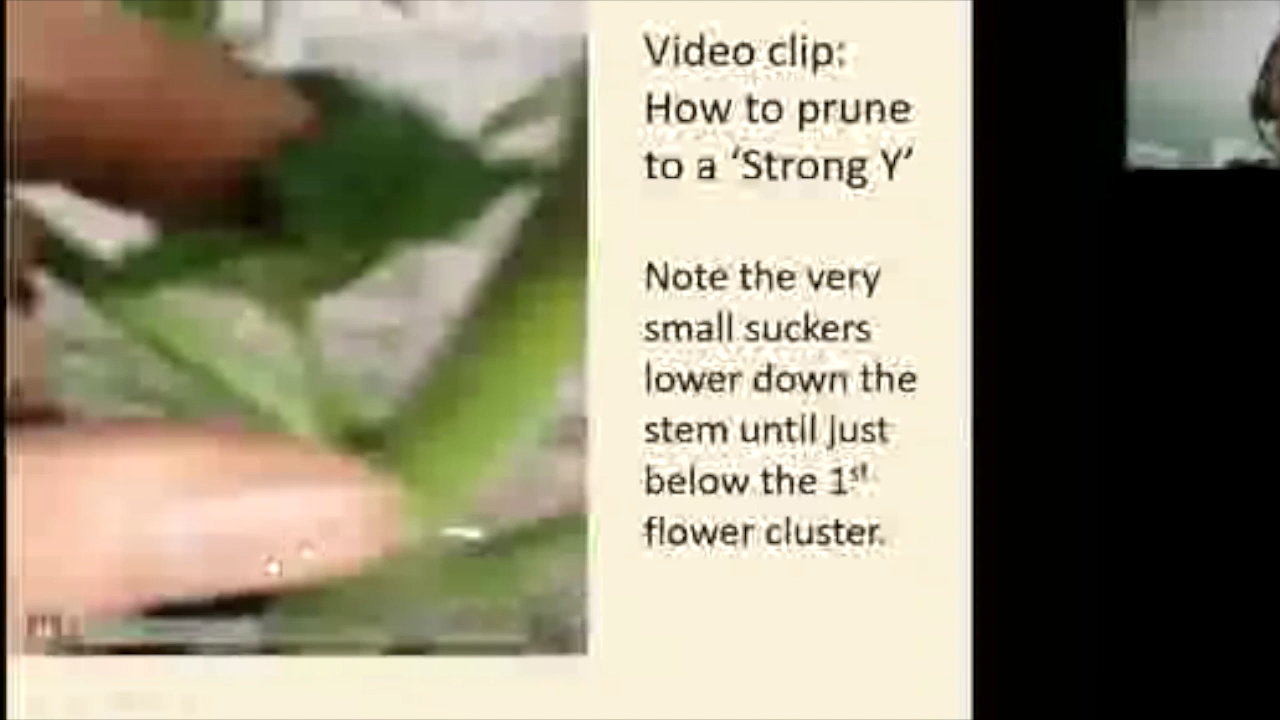 Video clip:
How to prune
to a ‘Strong Y’
Note the very
small suckers
lower down the
stem until just
below the 1st
flower cluster.